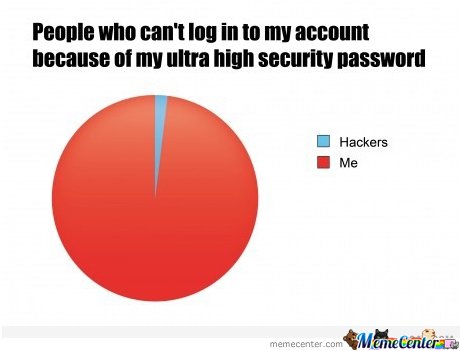 People who can't log in to my account
because of my ultra high security password
Hackers
Me
memecenter.com
MemeCenter